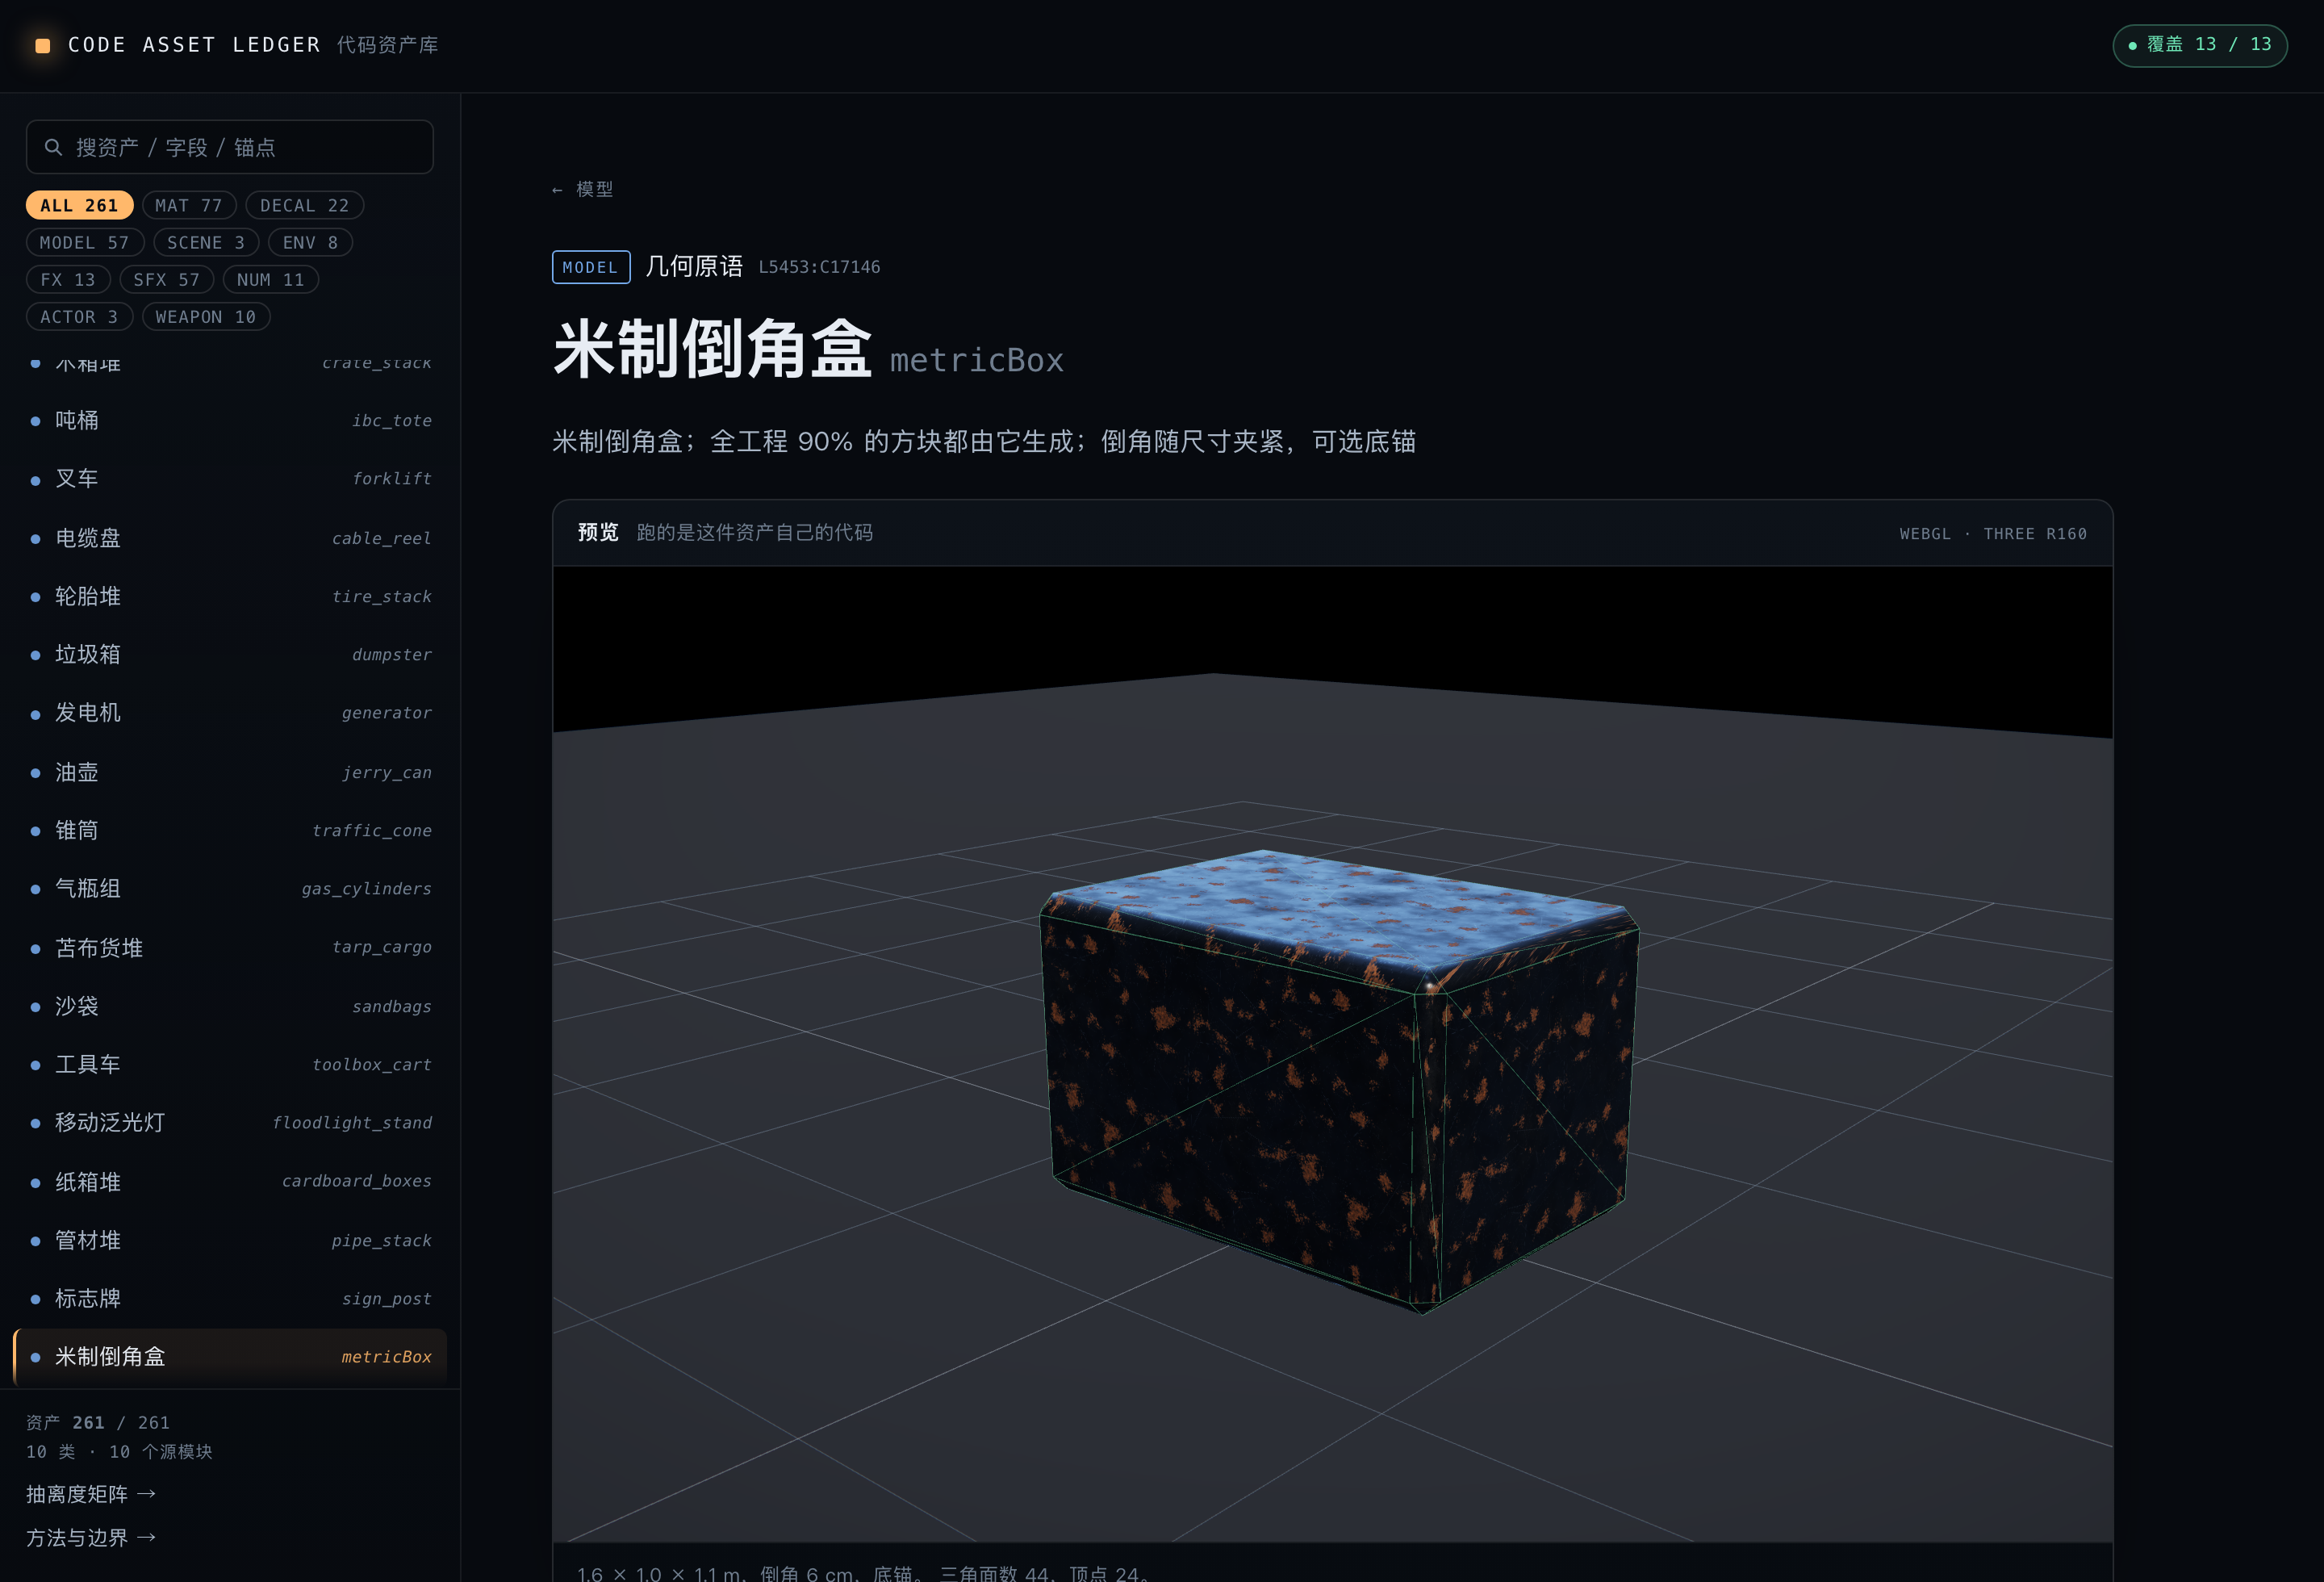 CODE ASSET LEDGER 代码资产库
覆盖 13 / 13
搜资产 / 字段 / 锚点
ALL 261
MAT 77
DECAL 22
MODEL 57
SCENE 3
ENV 8
FX 13
SFX 57
NUM 11
ACTOR 3
WEAPON 10
木箱堆 crate_stack
吨桶 ibc_tote
叉车 forklift
电缆盘 cable_reel
轮胎堆 tire_stack
垃圾箱 dumpster
发电机 generator
油壶 jerry_can
锥筒 traffic_cone
气瓶组 gas_cylinders
苫布货堆 tarp_cargo
沙袋 sandbags
工具车 toolbox_cart
移动泛光灯 floodlight_stand
纸箱堆 cardboard_boxes
管材堆 pipe_stack
标志牌 sign_post
米制倒角盒 metricBox
资产 261 / 261
10 类 · 10 个源模块
抽离度矩阵 →
方法与边界 →
← 模型
MODEL 几何原语 L5453:C17146
米制倒角盒 metricBox
米制倒角盒；全工程 90% 的方块都由它生成；倒角随尺寸夹紧，可选底锚
预览 跑的是这件资产自己的代码
WEBGL · THREE R160
1.6 × 1.0 × 1.1 m，倒角 6 cm，底锚。 三角面数 44，顶点 24。